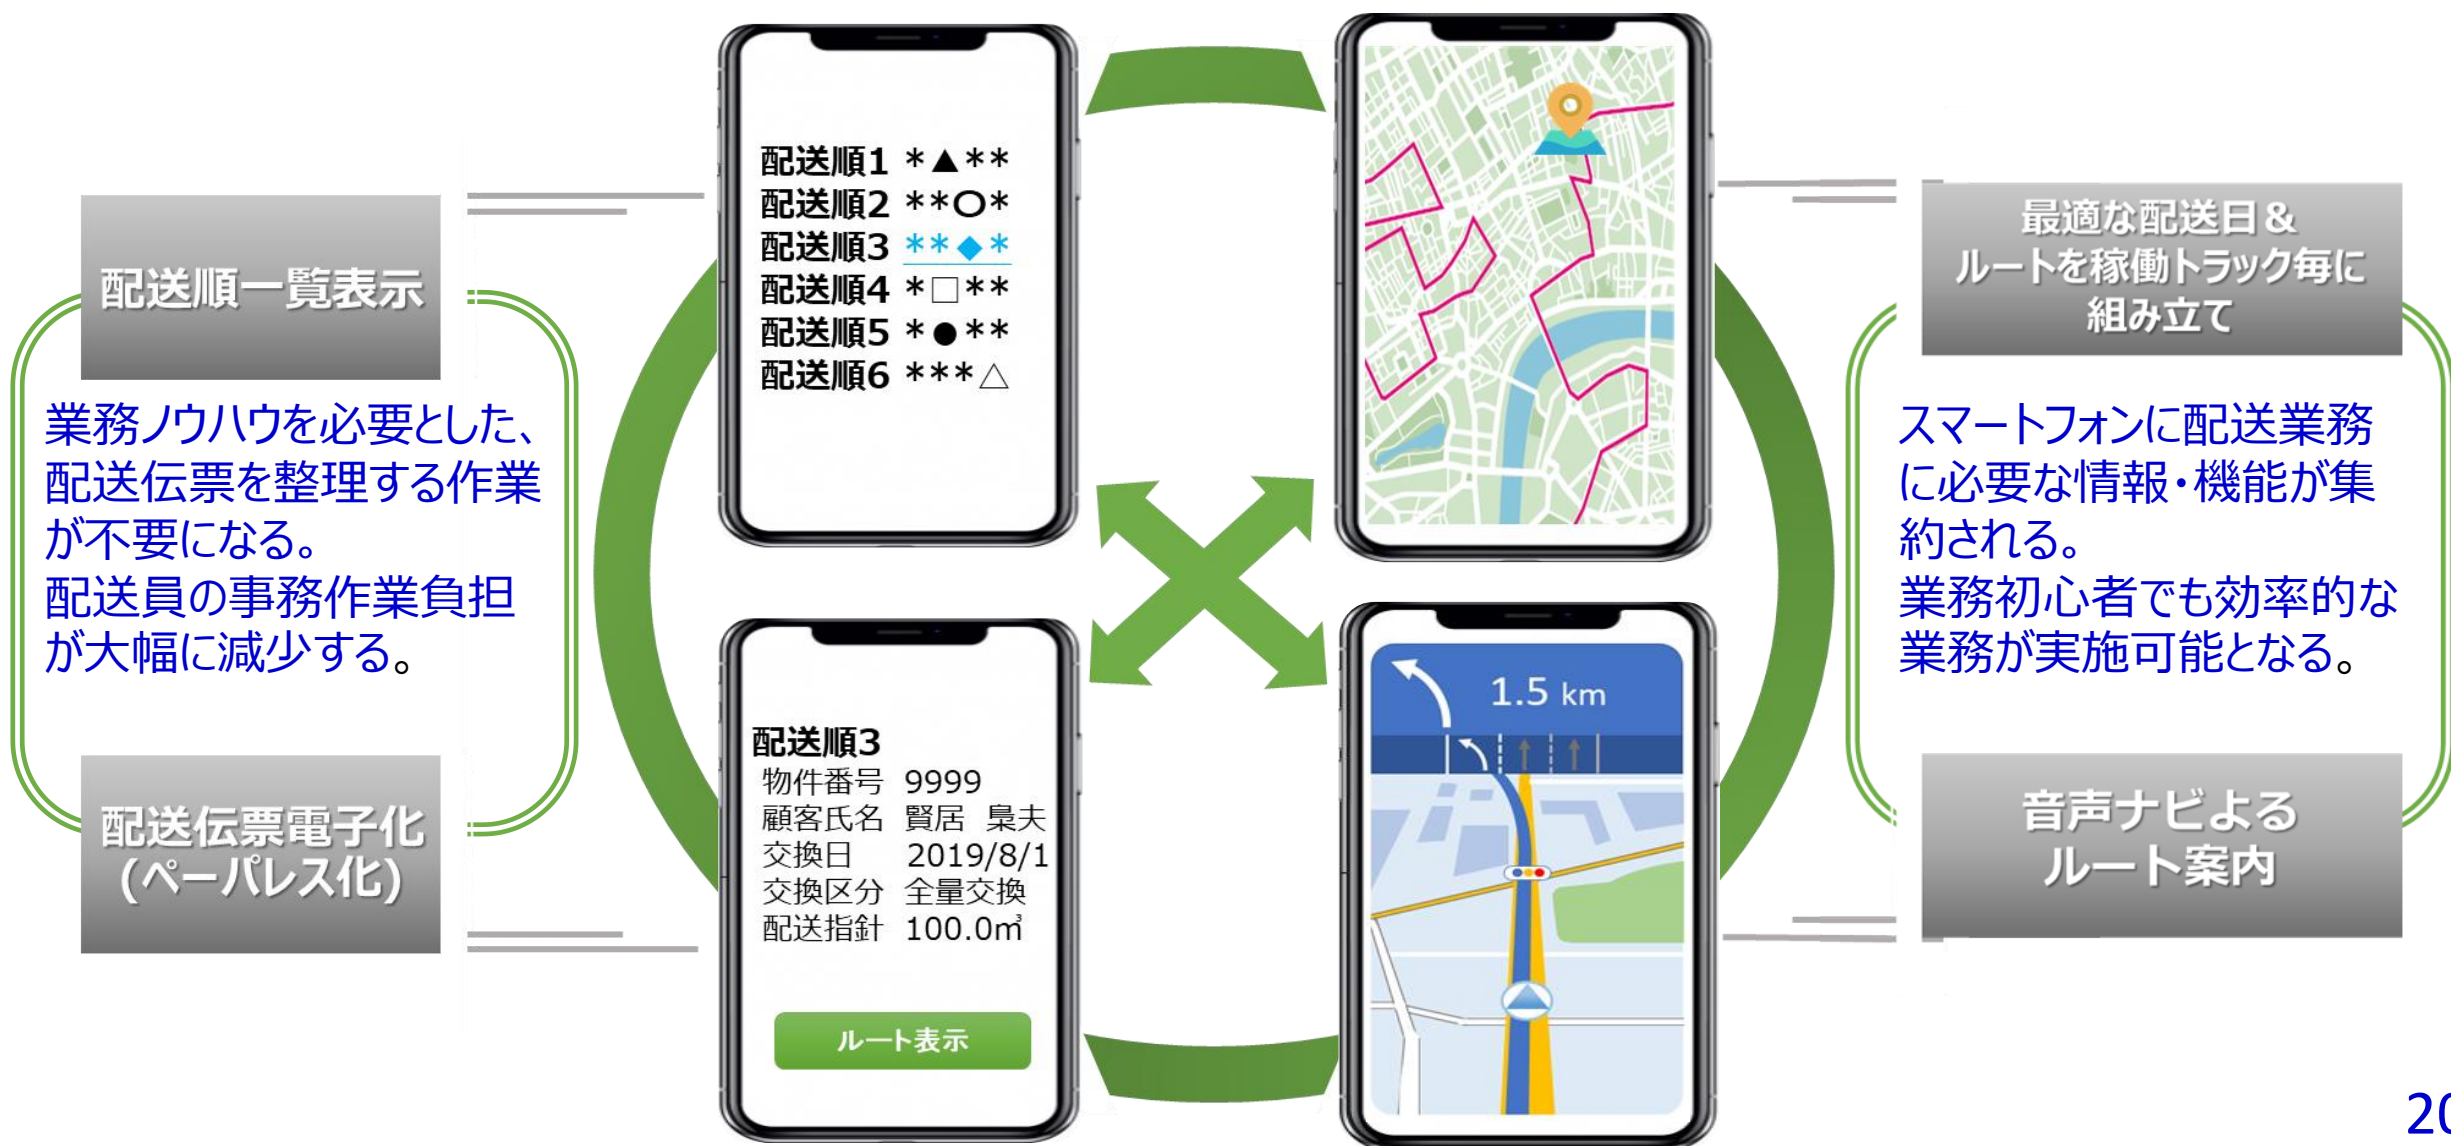 配送順一覧表示
業務ノウハウを必要とした、
配送伝票を整理する作業
が不要になる。
配送員の事務作業負担
が大幅に減少する。
配送伝票電子化
(ペーパレス化)
配送順1 *▲**
配送順2 **○*
配送順3 **◆*
配送順4 *□**
配送順5 *●**
配送順6 ***△
配送順3
物件番号 9999
顧客氏名 賢居 梟夫
交換日 2019/8/1
交換区分 全量交換
配送指針 100.0㎥
ルート表示
1.5 km
最適な配送日&
ルートを稼働トラック毎に
組み立て
スマートフォンに配送業務
に必要な情報・機能が集
約される。
業務初心者でも効率的な
業務が実施可能となる。
音声ナビよる
ルート案内
20